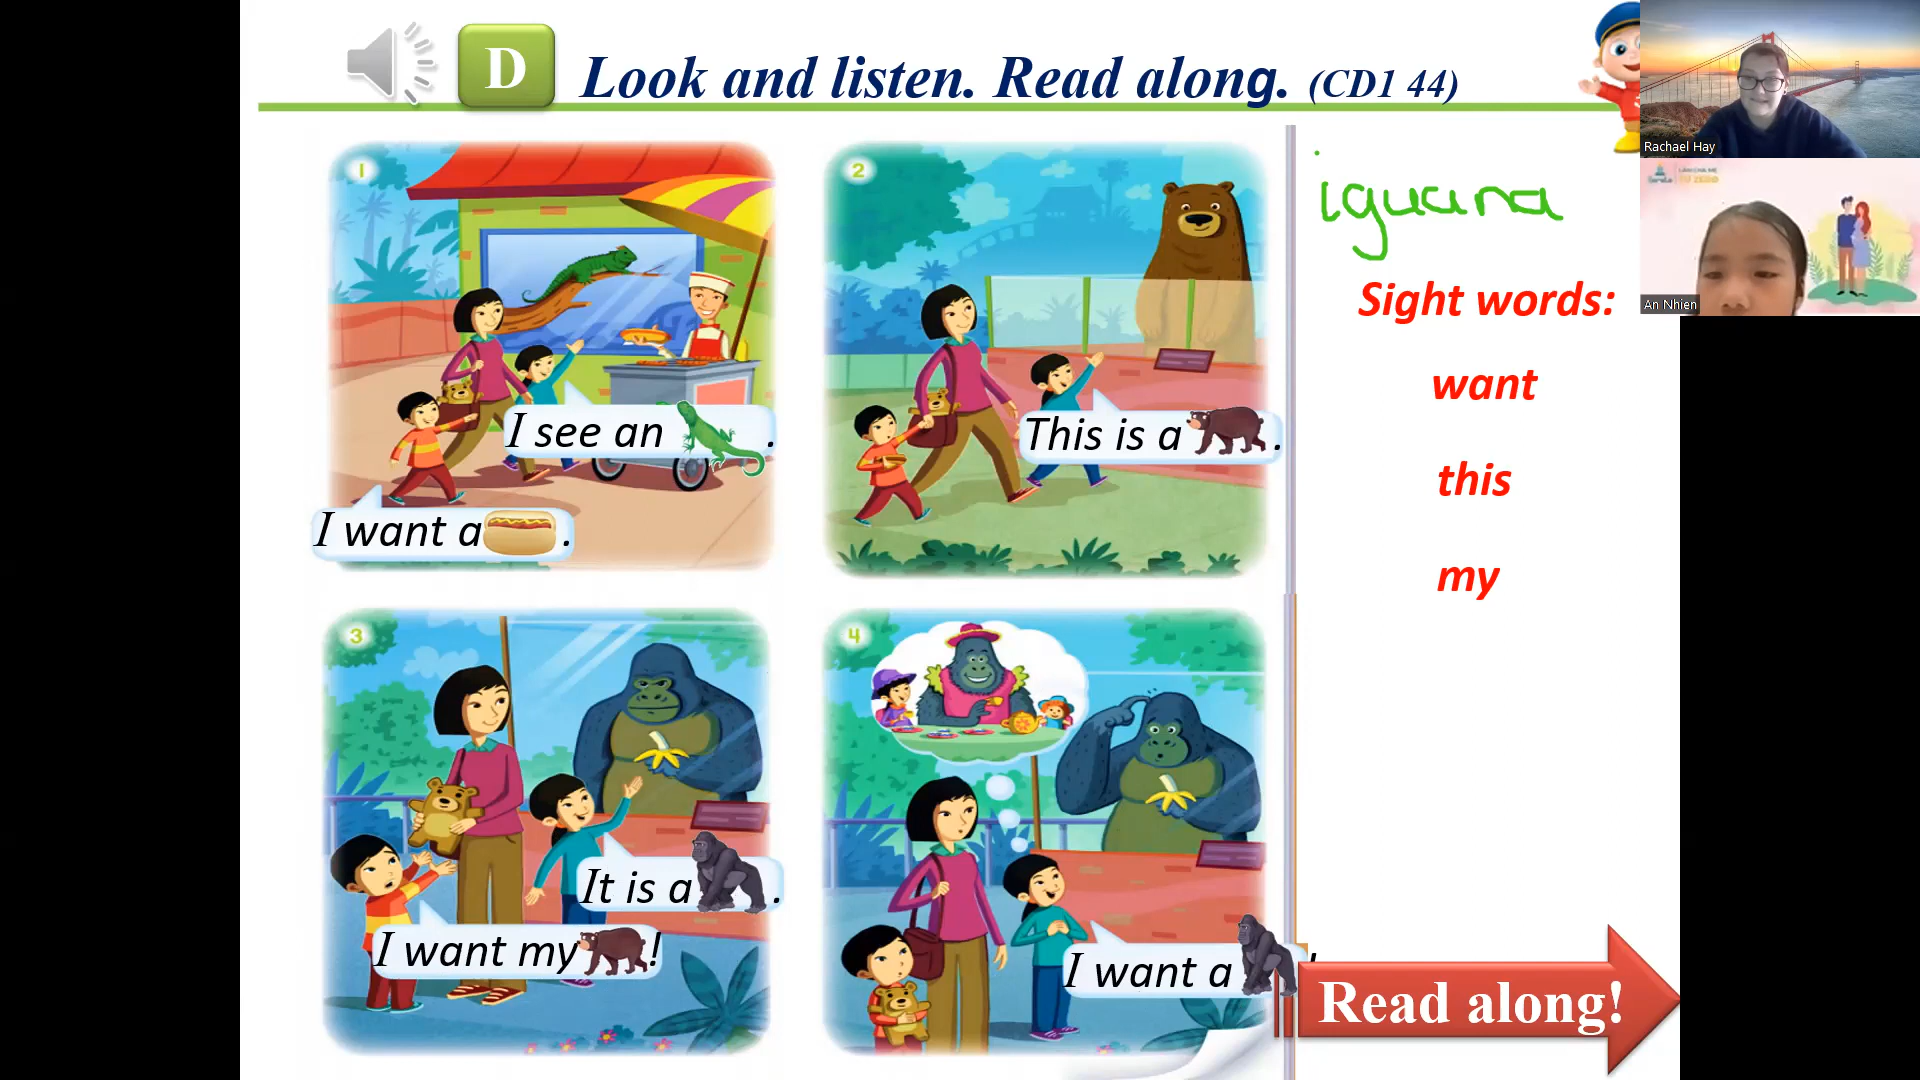 D Look and listen. Read along. (CD1 44)
1
I see an .
I want a .
2
This is a .
3
It is a .
I want my !
4
I want a !
iguana
Sight words:
want
this
my
Read along!
Rachael Hay
An Nhien